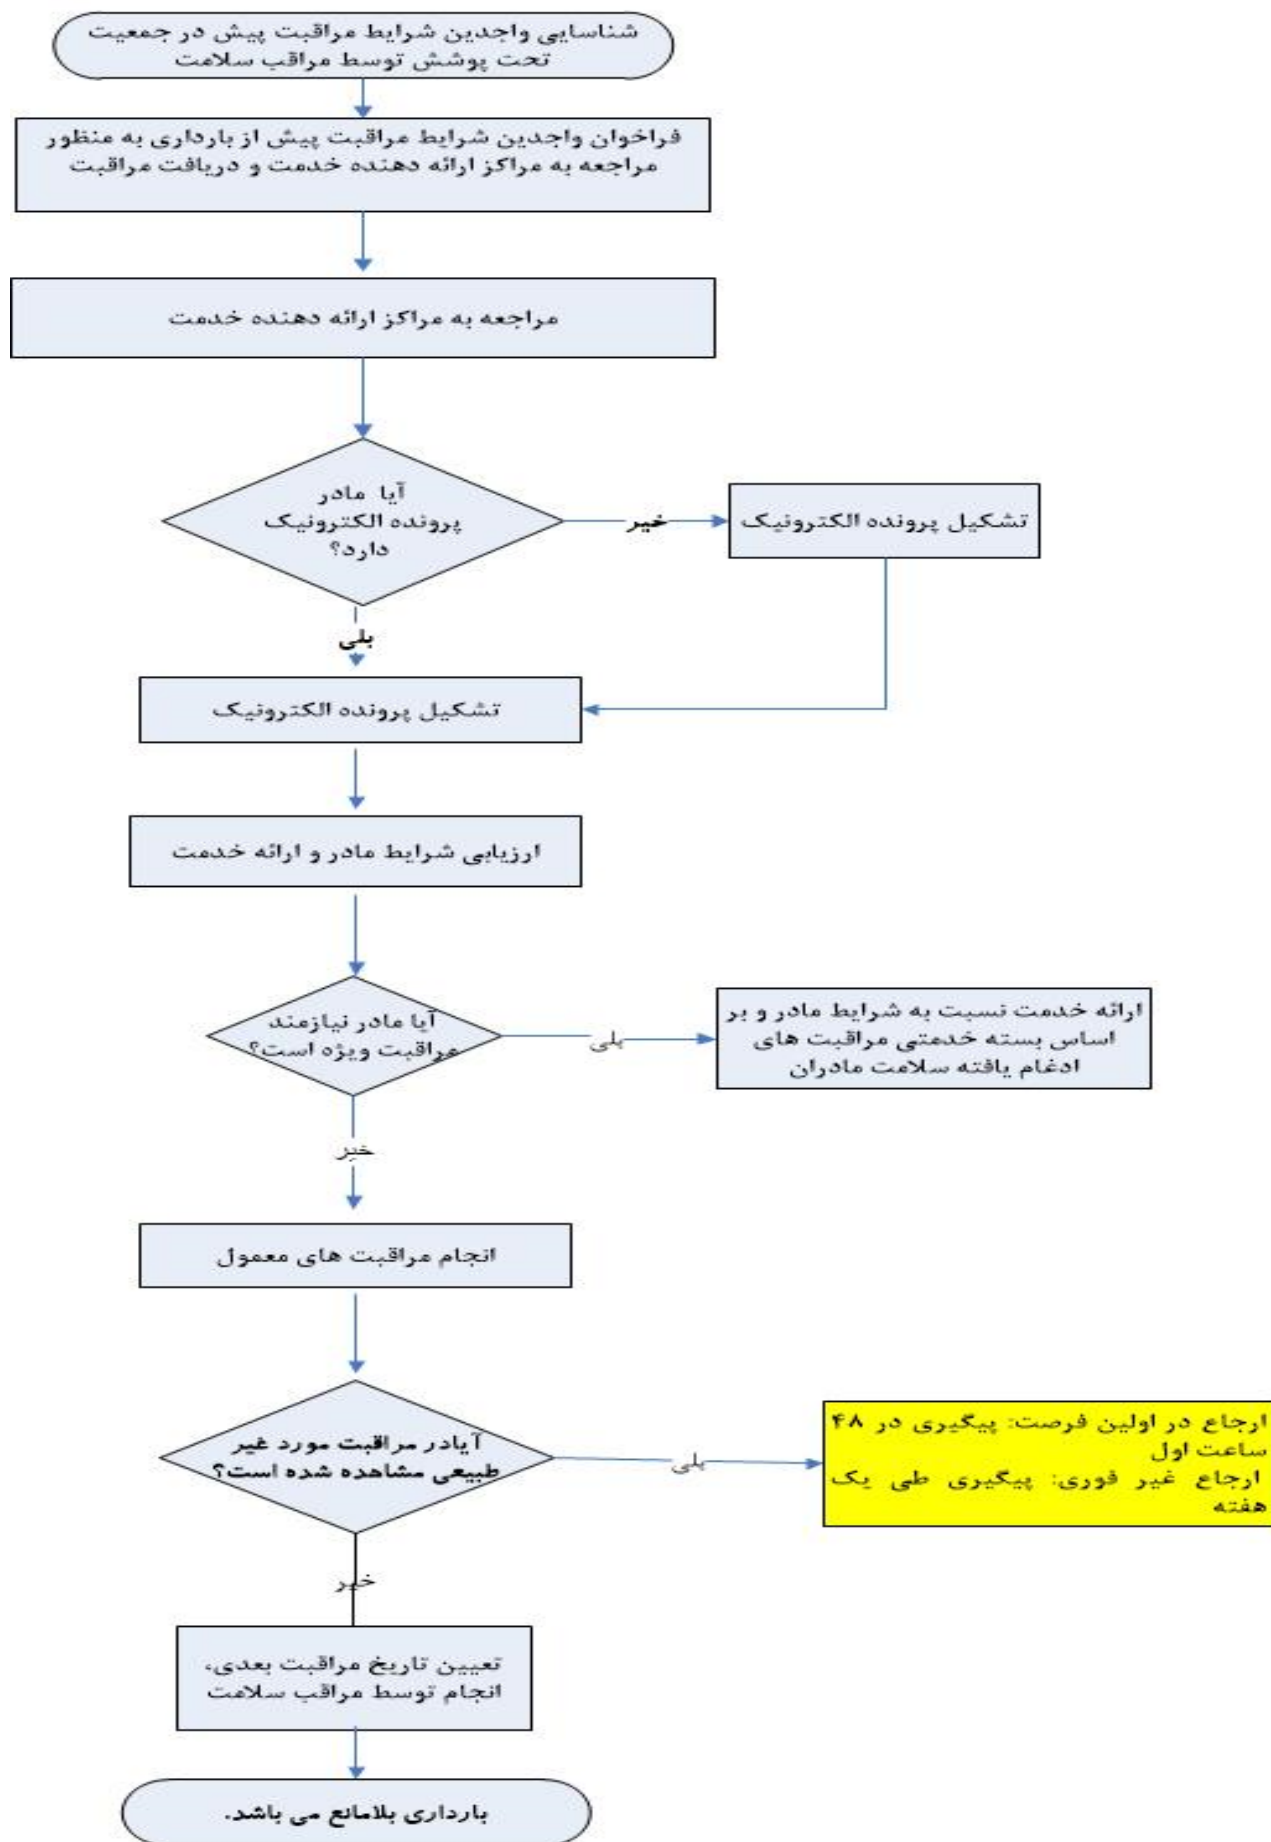 شناسایی واجدین شرایط مراقبت پیش در جمعیت
تحت پوشش توسط مراقب سلامت
فراخوان واجدین شرایط مراقبت پیش از بارداری به منظور
مراجعه به مراکز ارائه دهنده خدمت و دریافت مراقبت
مراجعه به مراکز ارائه دهنده خدمت
آیا مادر
پرونده الکترونیک
دارد؟
خیر
تشکیل پرونده الکترونیک
بلی
تشکیل پرونده الکترونیک
ارزیابی شرایط مادر و ارائه خدمت
آیا مادر نیازمند
مراقبت ویژه است؟
بلی
ارائه خدمت نسبت به شرایط مادر و بر
اساس بسته خدمتی مراقبت های
ادغام یافته سلامت مادران
خیر
انجام مراقبت های معمول
آیادر مراقبت مورد غیر
طبیعی مشاهده شده است؟
بلی
ارجاع در اولین فرصت: پیگیری در ۴۸
ساعت اول
ارجاع غیر فوری: پیگیری طی یک
هفته
خیر
تعیین تاریخ مراقبت بعدی،
انجام توسط مراقب سلامت
بارداری بلامانع می باشد.